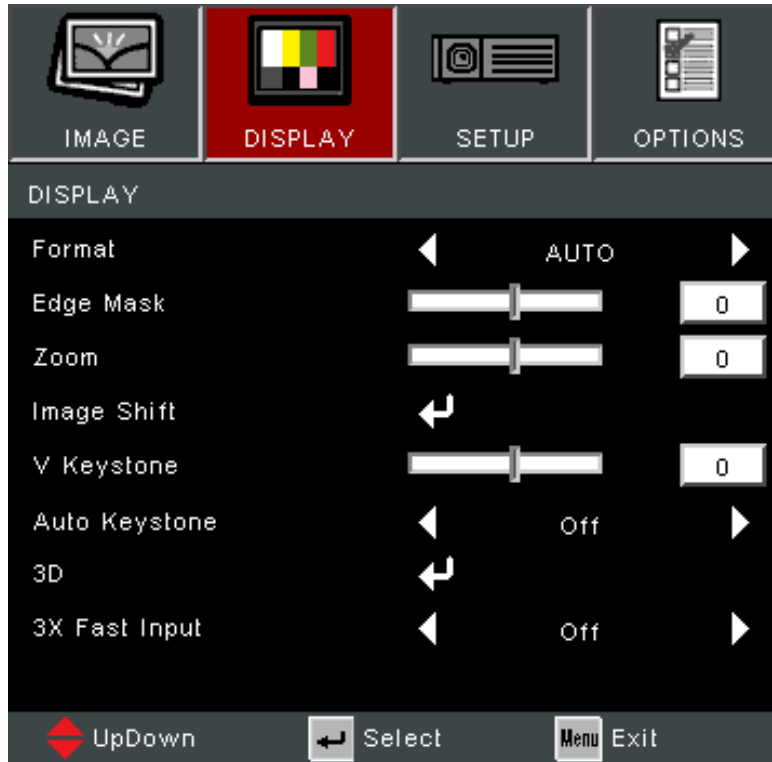 IMAGE DISPLAY SETUP OPTIONS
DISPLAY
Format AUTO
Edge Mask 0
Zoom 0
Image Shift
V Keystone 0
Auto Keystone Off
3D
3X Fast Input Off
UpDown Select Menu Exit